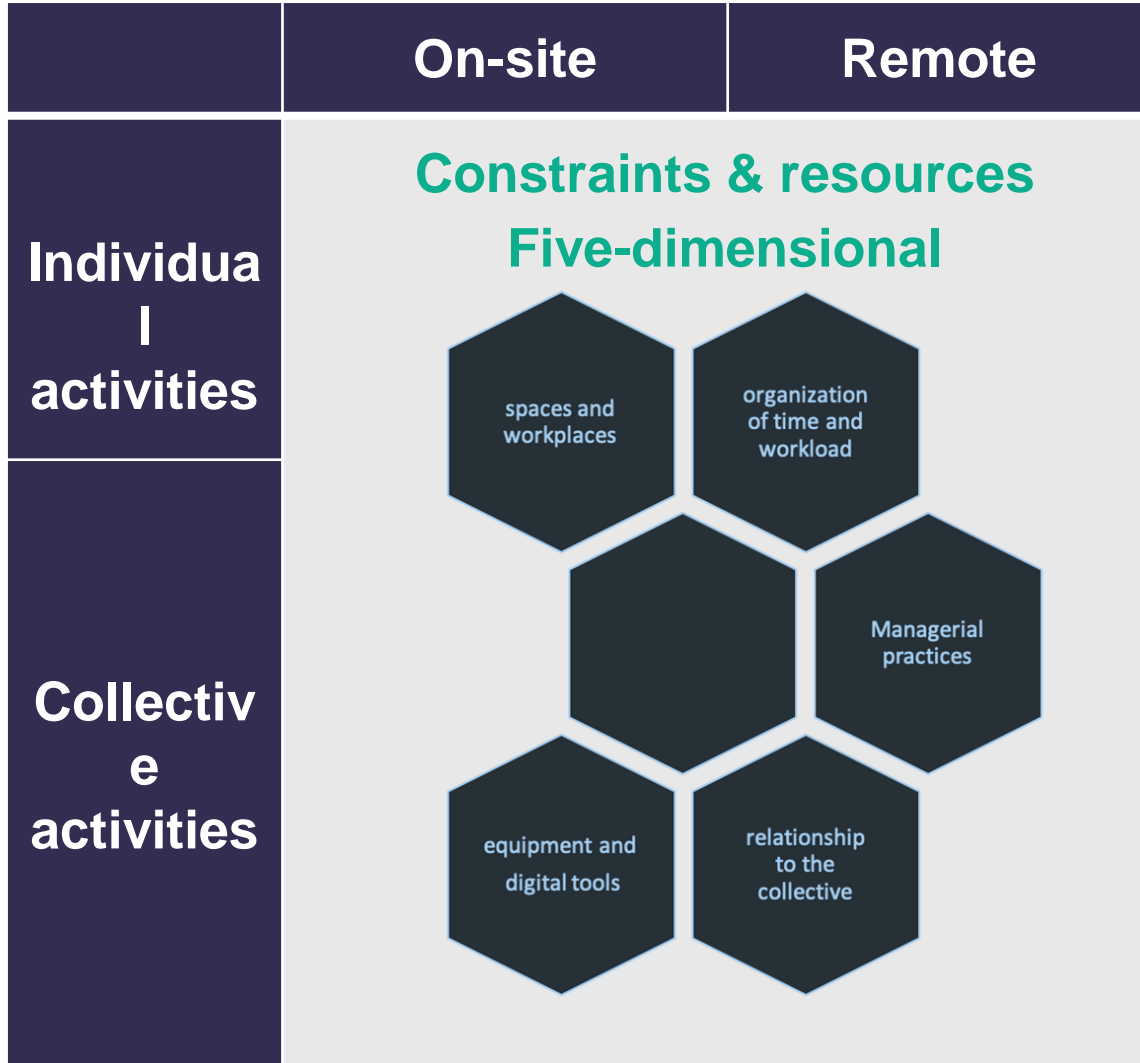 On-site
Remote
Individua
l
activities
Constraints & resources
Five-dimensional
spaces and
workplaces
organization
of time and
workload
Managerial
practices
Collectiv
e
activities
equipment and
digital tools
relationship
to the
collective